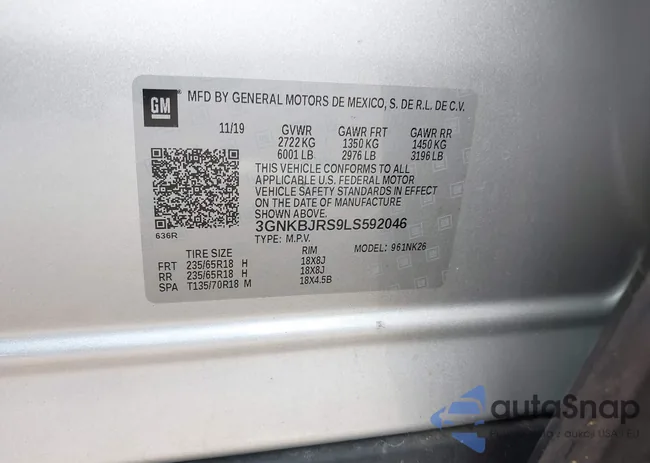 GM
MFD BY GENERAL MOTORS DE MEXICO, S. DE R.L. DE C.V.
11/19 GVWR GAWR FRT GAWR RR
2722 KG 1350 KG 1450 KG
6001 LB 2976 LB 3196 LB
THIS VEHICLE CONFORMS TO ALL
APPLICABLE U.S. FEDERAL MOTOR
VEHICLE SAFETY STANDARDS IN EFFECT
ON THE DATE OF MANUFACTURE
SHOWN ABOVE.
3GNKBJRS9LS592046
636R
TYPE: M.P.V. MODEL: 961NK26
TIRE SIZE RIM
FRT 235/65R18 H 18X8J
RR 235/65R18 H 18X8J
SPA T135/70R18 M 18X4.5B
autaSnap